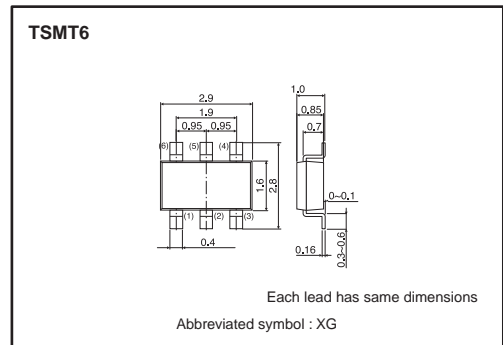 TSMT6
1.0
2.9
0.85
1.9
0.7
0.95 0.95
(6) (5) (4)
1.6
2.8
0~0.1
(1) (2) (3)
0.4
0.16
0.3~0.6
Each lead has same dimensions
Abbreviated symbol : XG